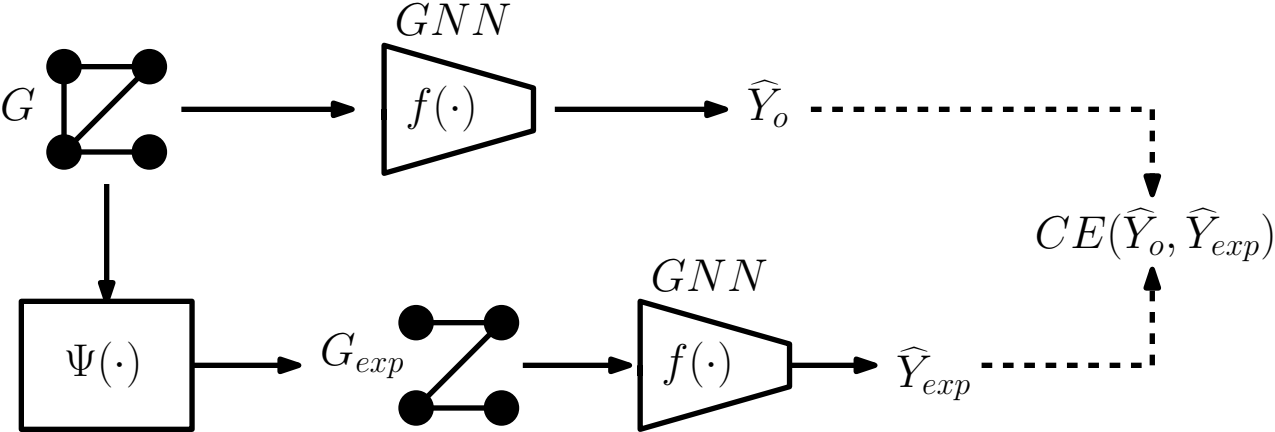 GNN
G
f(·)
Ŷ_o
CE(Ŷ_o, Ŷ_exp)
GNN
Ψ(·)
G_exp
f(·)
Ŷ_exp